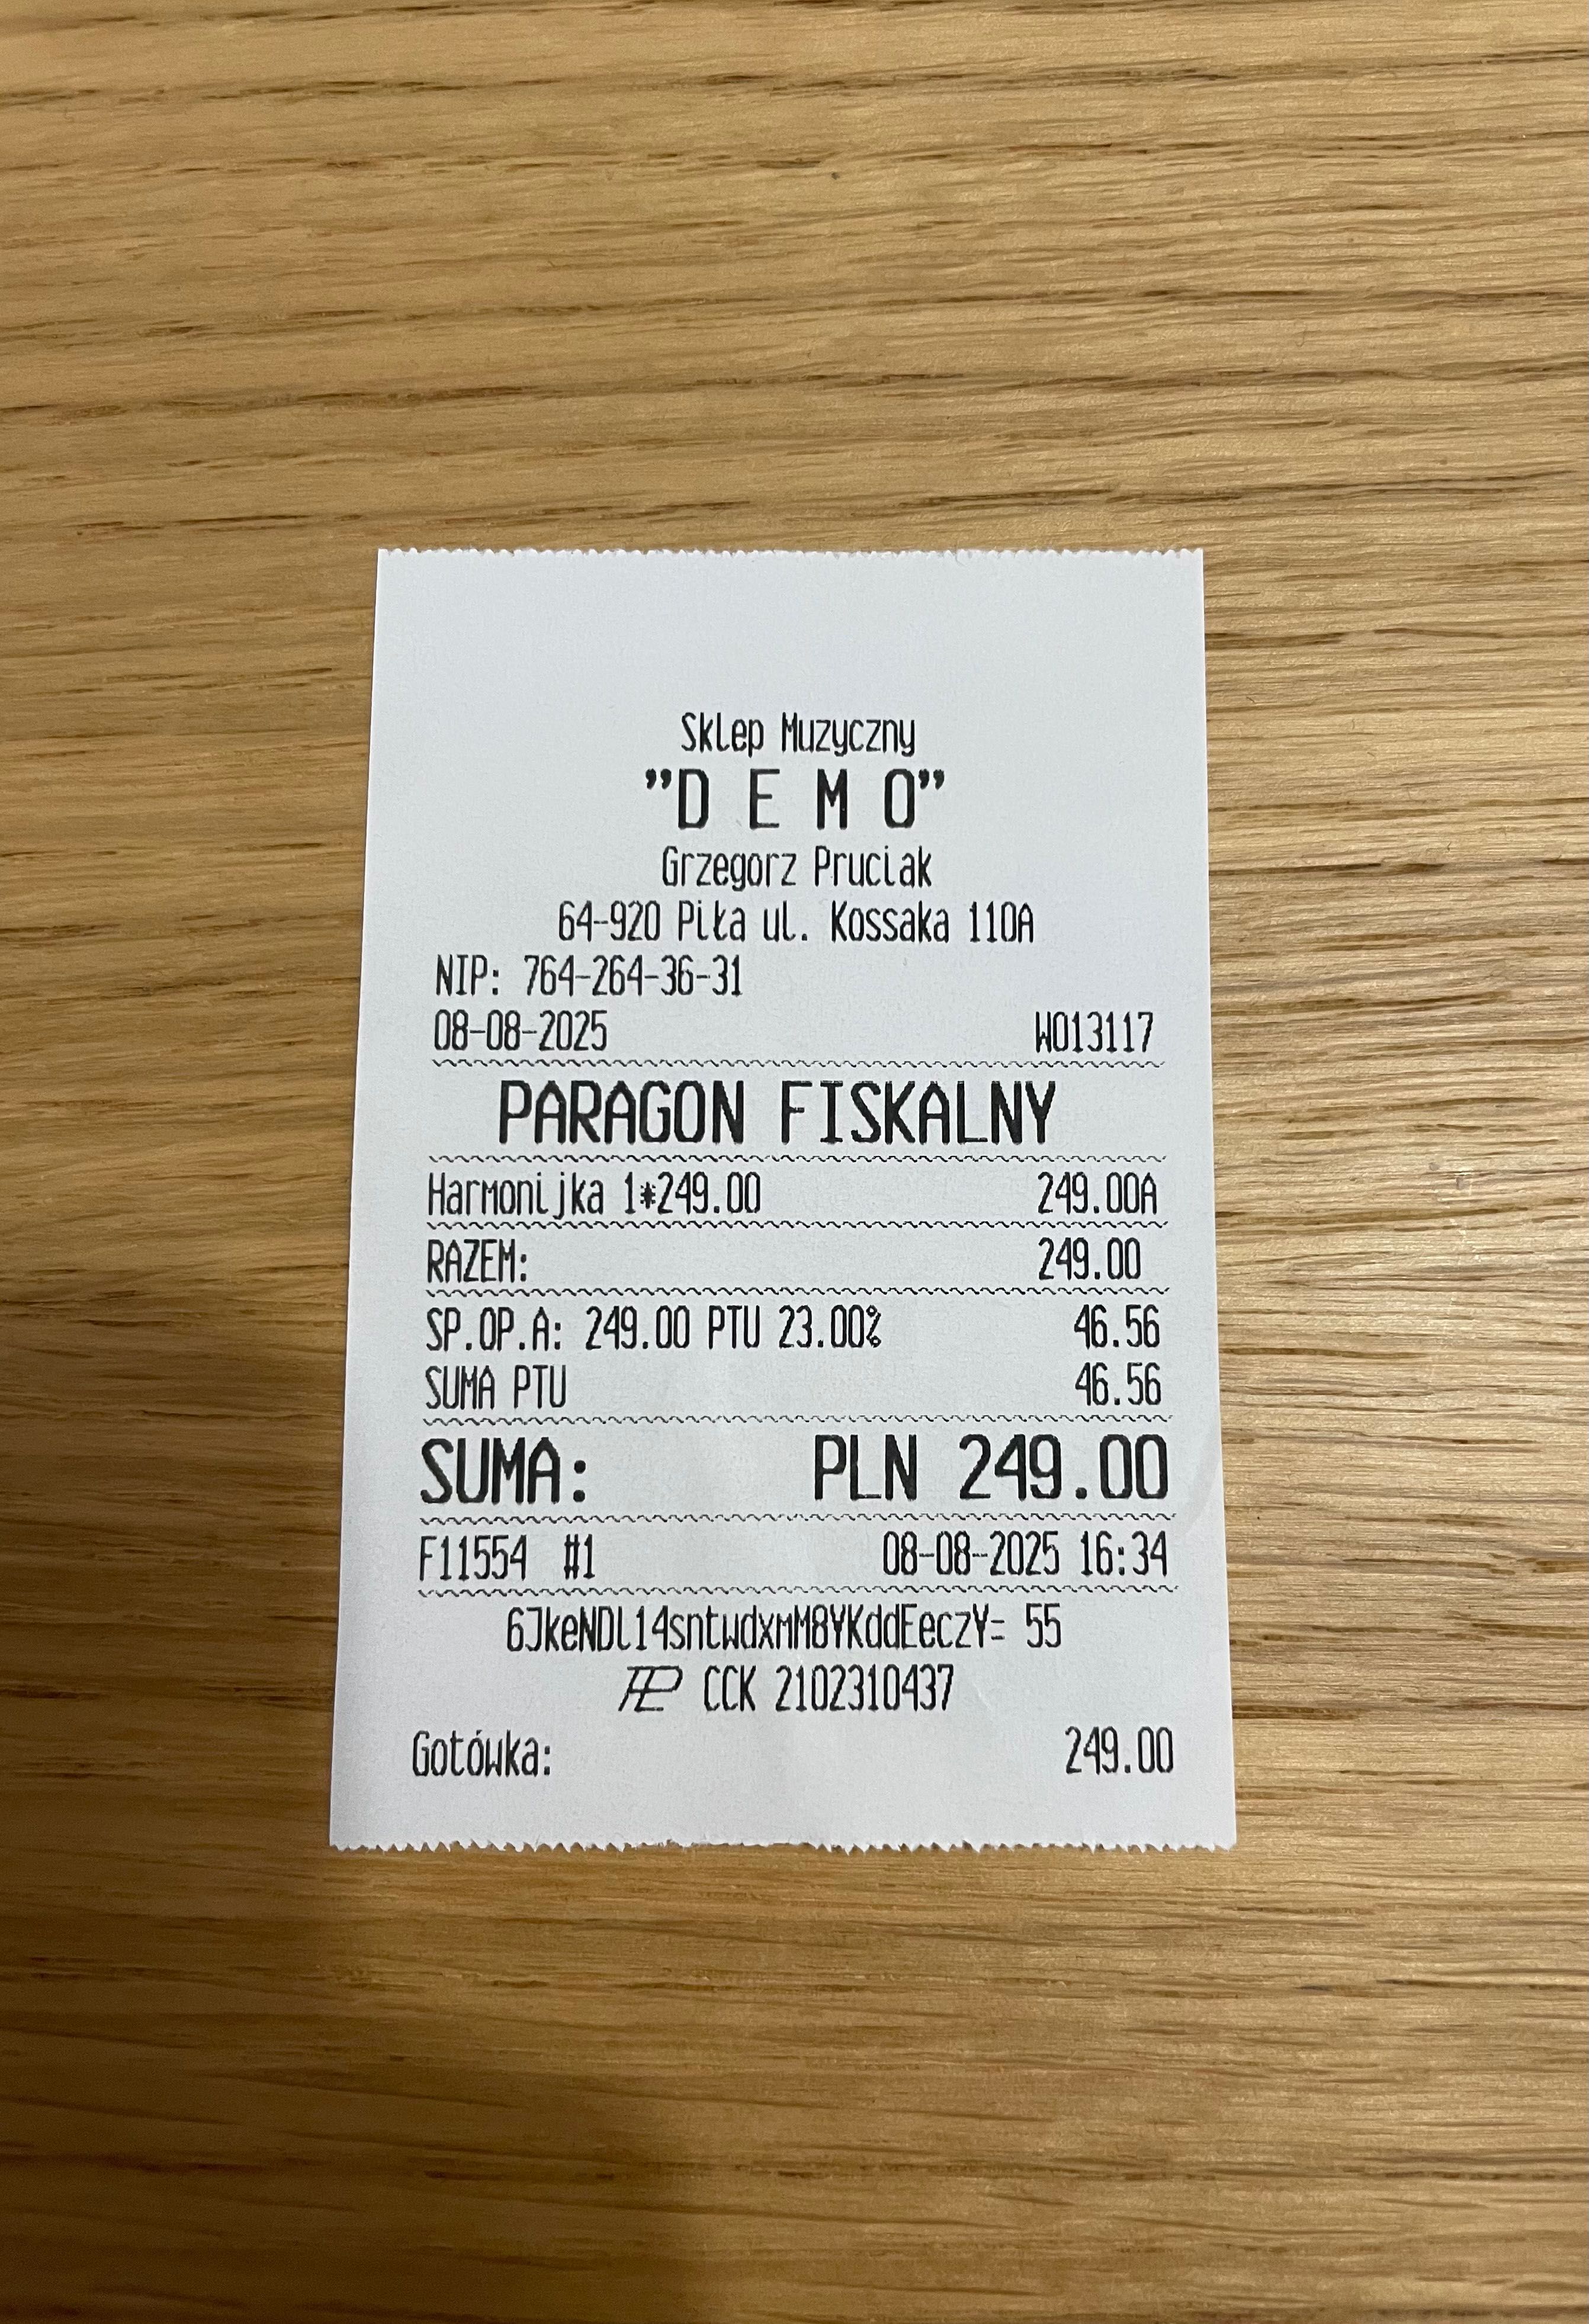 Sklep Muzyczny
"D E M O"
Grzegorz Pruciak
64-920 Piła ul. Kossaka 110A
NIP: 764-264-36-31
08-08-2025 W013117
PARAGON FISKALNY
Harmonijka 1*249.00 249.00A
RAZEM: 249.00
SP.OP.A: 249.00 PTU 23.00% 46.56
SUMA PTU 46.56
SUMA: PLN 249.00
F11554 #1 08-08-2025 16:34
6JkeNDl14sntwdxmM8YKddEeczY= 55
CCK 2102310437
Gotówka: 249.00